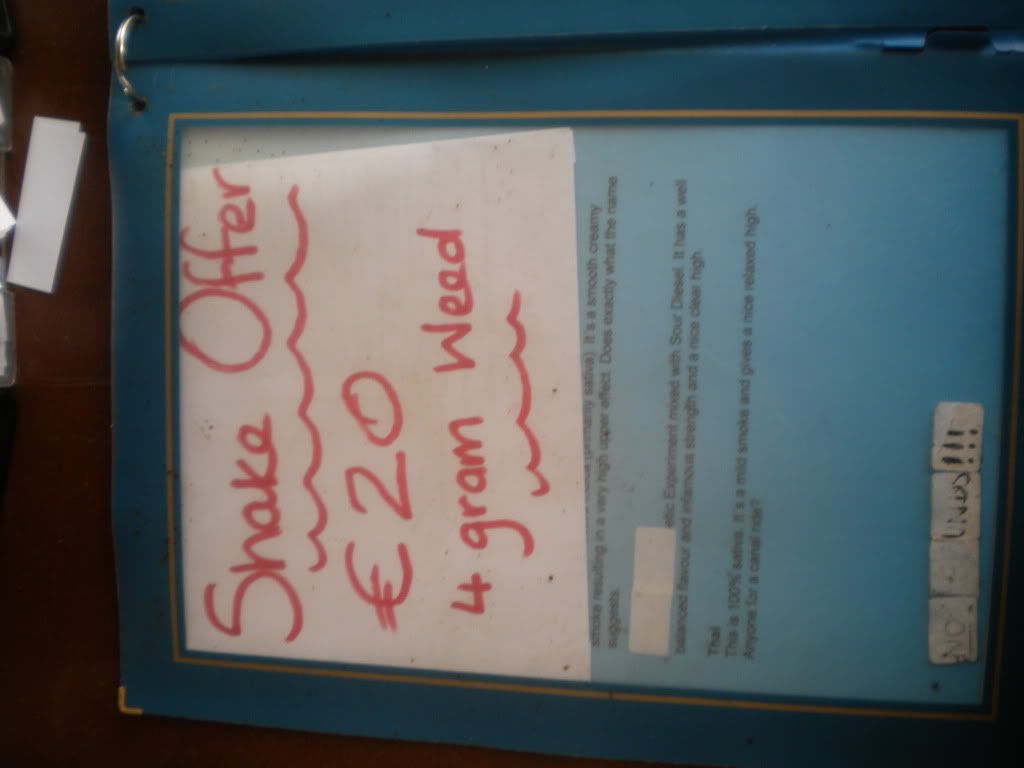 Shake Offer
€20
4 gram Weed
(primarily sativa). It's a smooth creamy
smoke resulting in a very high upper effect. Does exactly what the name
suggests.
etic Experiment mixed with Sour Diesel. It has a well
balanced flavour and infamous strength and a nice clear high.
Thai
This is 100% sativa. It's a mild smoke and gives a nice relaxed high.
Anyone for a canal ride?
NO
!!!